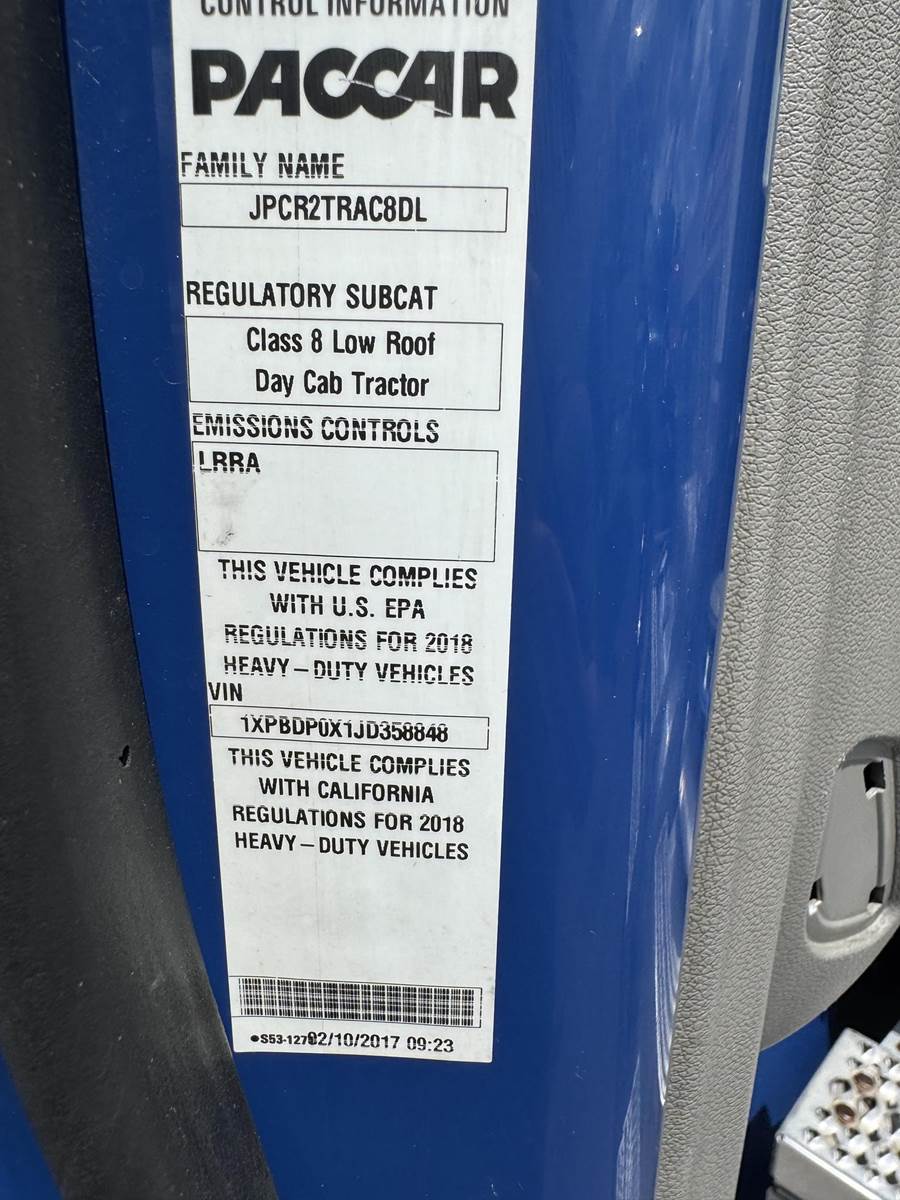 CONTROL INFORMATION
PACCAR
FAMILY NAME
JPCR2TRAC8DL
REGULATORY SUBCAT
Class 8 Low Roof
Day Cab Tractor
EMISSIONS CONTROLS
LRRA
THIS VEHICLE COMPLIES
WITH U.S. EPA
REGULATIONS FOR 2018
HEAVY–DUTY VEHICLES
VIN
1XPBDP0X1JD358848
THIS VEHICLE COMPLIES
WITH CALIFORNIA
REGULATIONS FOR 2018
HEAVY–DUTY VEHICLES
02/10/2017 09:23